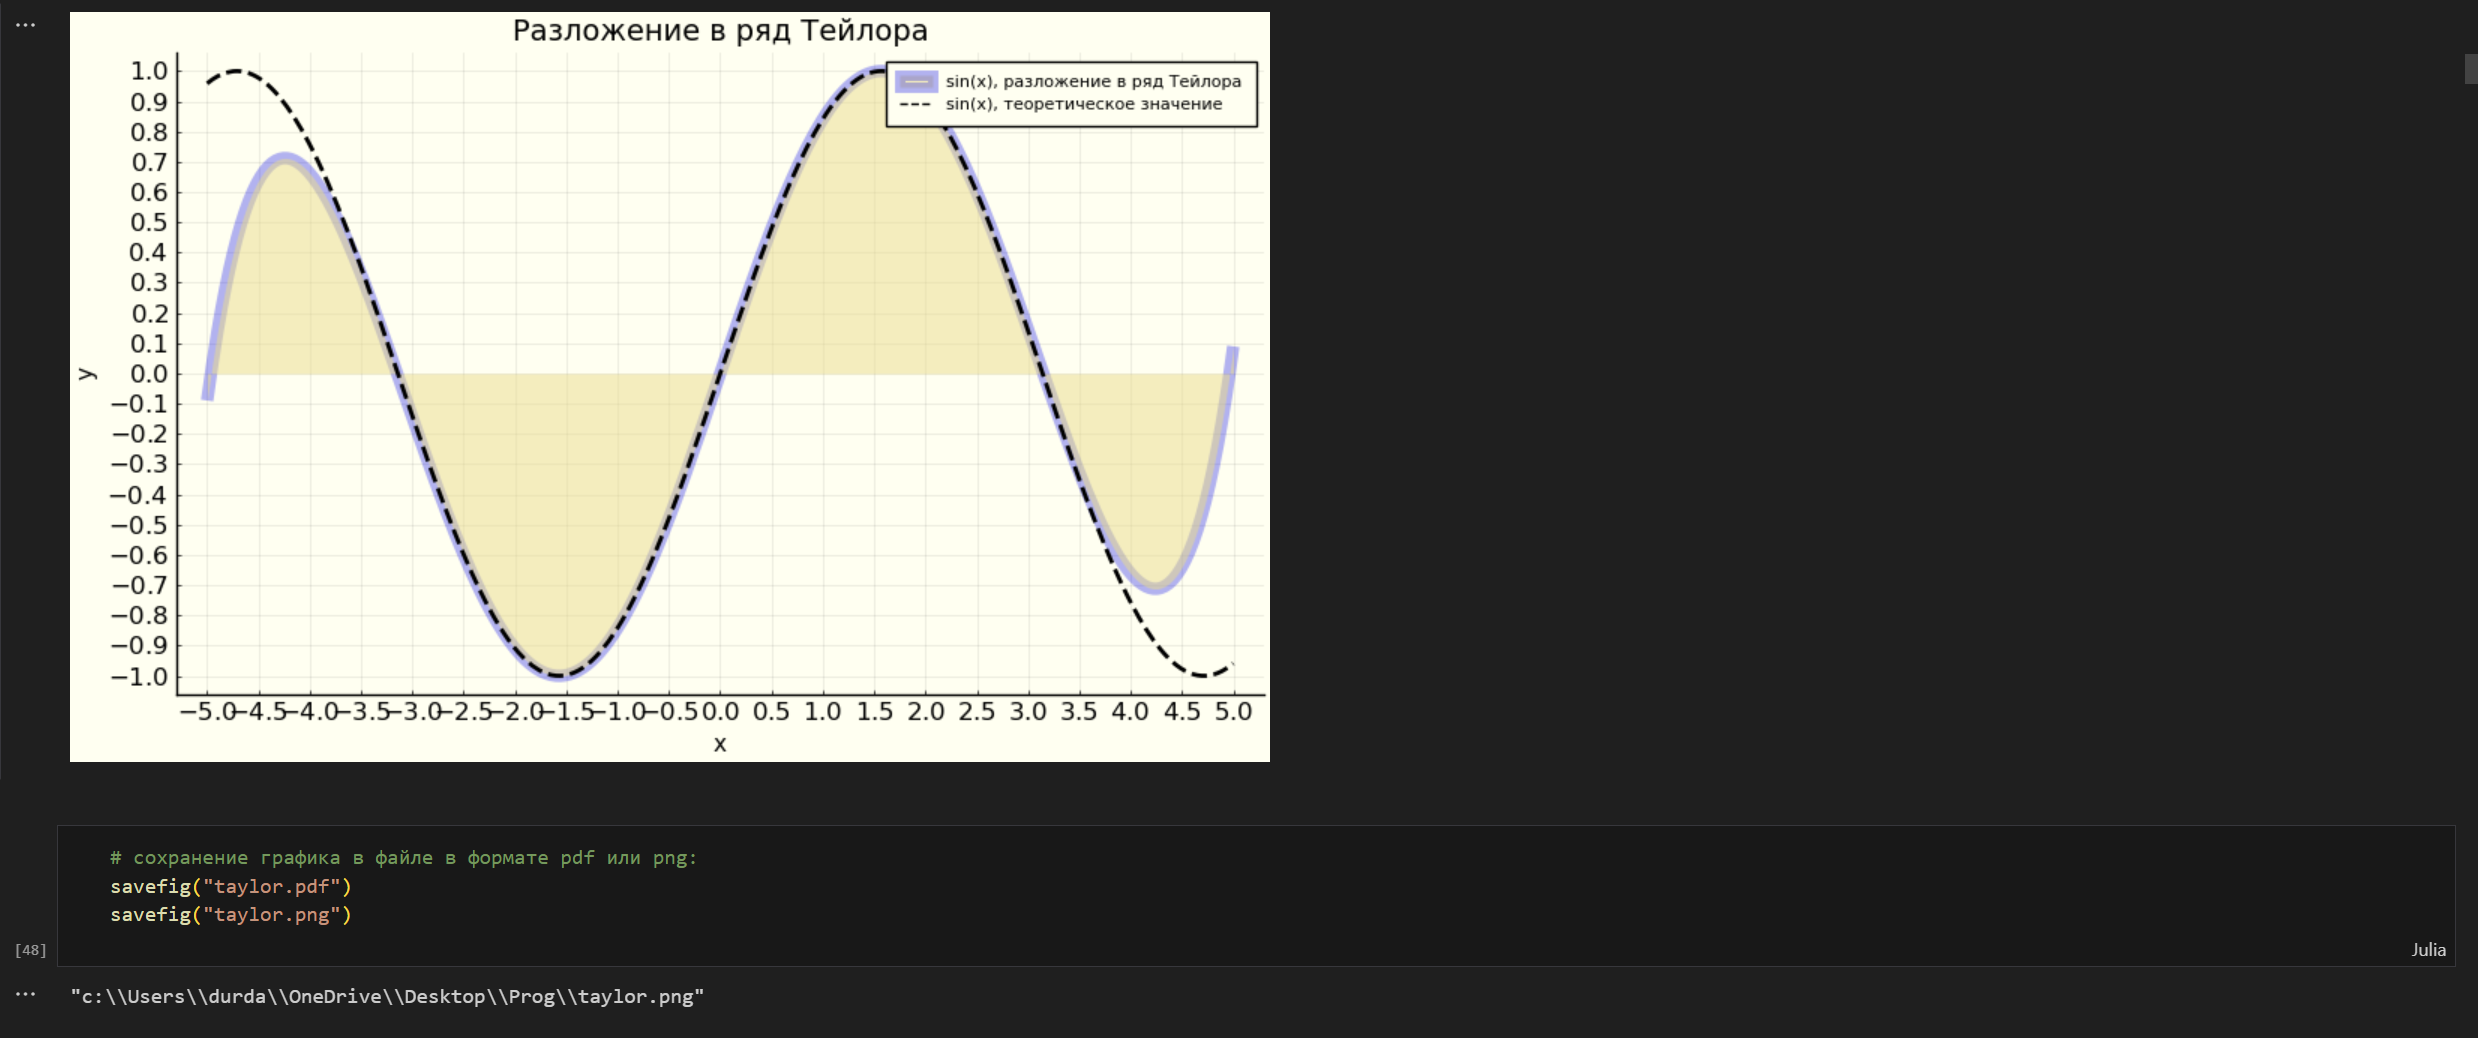 ...
Разложение в ряд Тейлора
sin(x), разложение в ряд Тейлора
sin(x), теоретическое значение
1.0
0.9
0.8
0.7
0.6
0.5
0.4
0.3
0.2
0.1
0.0
−0.1
−0.2
−0.3
−0.4
−0.5
−0.6
−0.7
−0.8
−0.9
−1.0
y
−5.0 −4.5 −4.0 −3.5 −3.0 −2.5 −2.0 −1.5 −1.0 −0.5 0.0 0.5 1.0 1.5 2.0 2.5 3.0 3.5 4.0 4.5 5.0
x
# сохранение графика в файле в формате pdf или png:
savefig("taylor.pdf")
savefig("taylor.png")
[48]
Julia
...
"c:\\Users\\durda\\OneDrive\\Desktop\\Prog\\taylor.png"